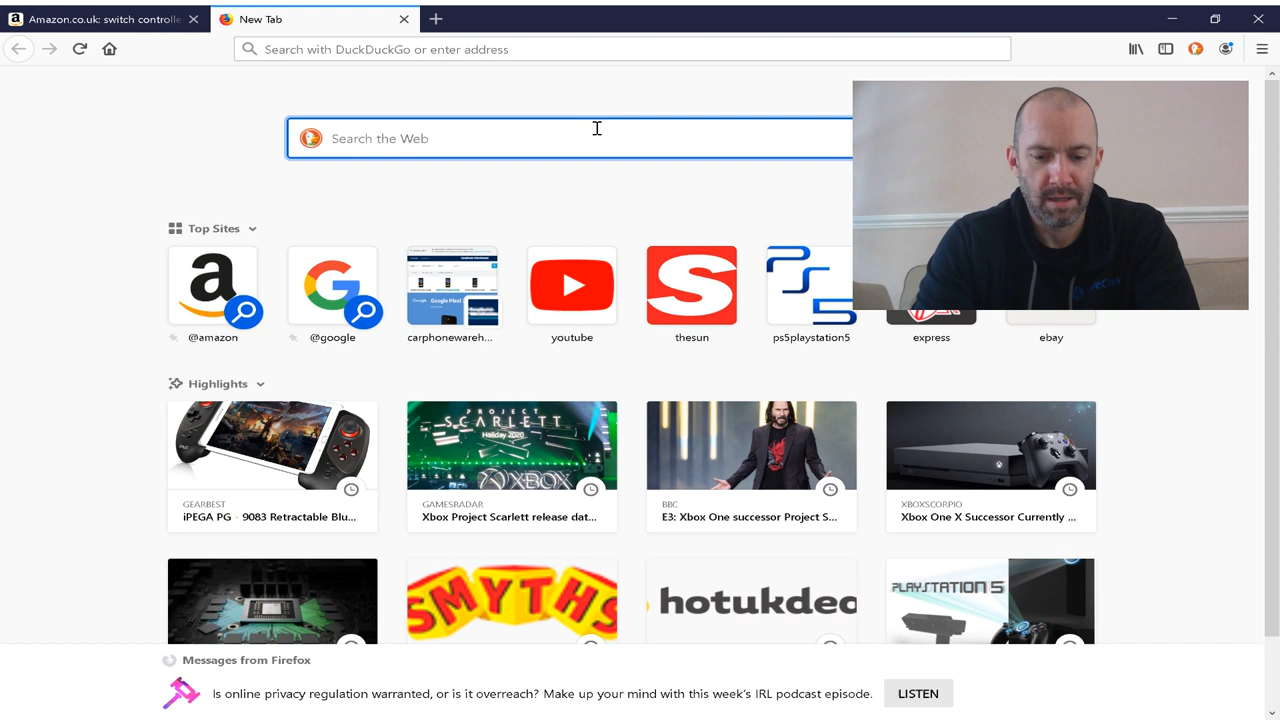 Amazon.co.uk: switch controlle
New Tab
Search with DuckDuckGo or enter address
Search the Web
Top Sites
@amazon
@google
carphonewareh...
youtube
thesun
ps5playstation5
express
ebay
Highlights
GEARBEST
iPEGA PG - 9083 Retractable Blu...
PROJECT
SCARLETT
Holiday 2020
XBOX
GAMESRADAR
Xbox Project Scarlett release dat...
BBC
E3: Xbox One successor Project S...
XBOXSCORPIO
Xbox One X Successor Currently ...
SMYTHS
hotukdea
PLAYSTATION 5
Messages from Firefox
Is online privacy regulation warranted, or is it overreach? Make up your mind with this week's IRL podcast episode.
LISTEN